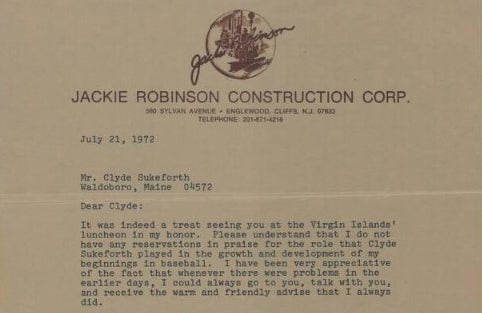 Jackie Robinson
JACKIE ROBINSON CONSTRUCTION CORP.
560 SYLVAN AVENUE • ENGLEWOOD, CLIFFS, N.J. 07632
TELEPHONE: 201-871-4216
July 21, 1972
Mr. Clyde Sukeforth
Waldoboro, Maine 04572
Dear Clyde:
It was indeed a treat seeing you at the Virgin Islands'
luncheon in my honor. Please understand that I do not
have any reservations in praise for the role that Clyde
Sukeforth played in the growth and development of my
beginnings in baseball. I have been very appreciative
of the fact that whenever there were problems in the
earlier days, I could always go to you, talk with you,
and receive the warm and friendly advise that I always
did.